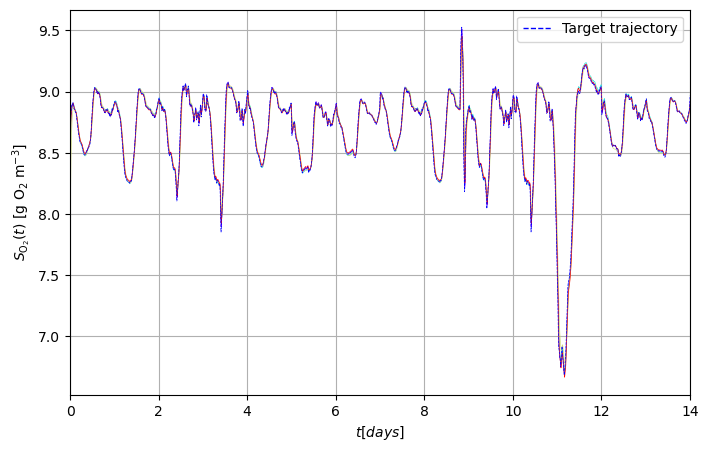 Target trajectory
9.5
9.0
8.5
8.0
7.5
7.0
S_{O_2}(t) [g O_2 m^{-3}]
0 2 4 6 8 10 12 14
t[days]